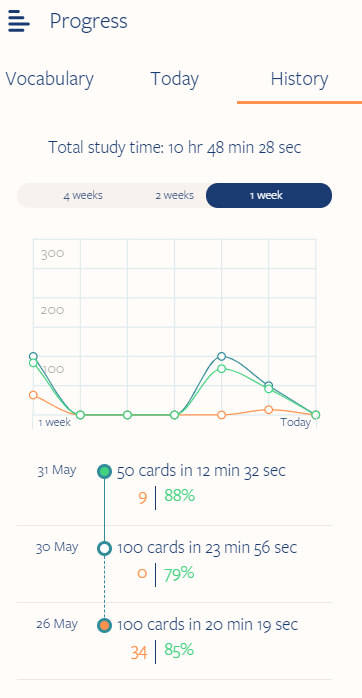 Progress
Vocabulary Today History
Total study time: 10 hr 48 min 28 sec
4 weeks 2 weeks 1 week
300
200
100
1 week Today
31 May 50 cards in 12 min 32 sec
9 88%
30 May 100 cards in 23 min 56 sec
0 79%
26 May 100 cards in 20 min 19 sec
34 85%